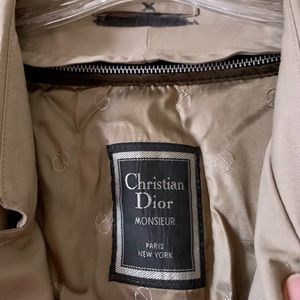 Christian
Dior
MONSIEUR
PARIS
NEW YORK